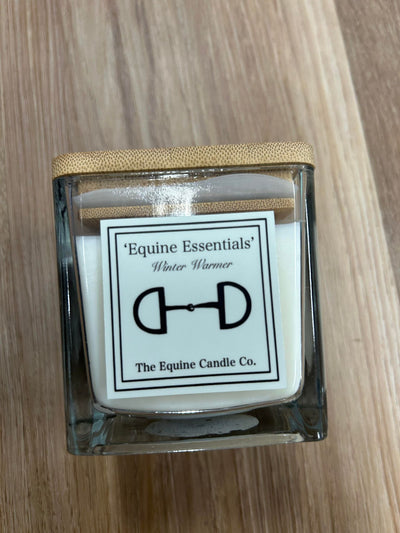 ‘Equine Essentials’
Winter Warmer
The Equine Candle Co.